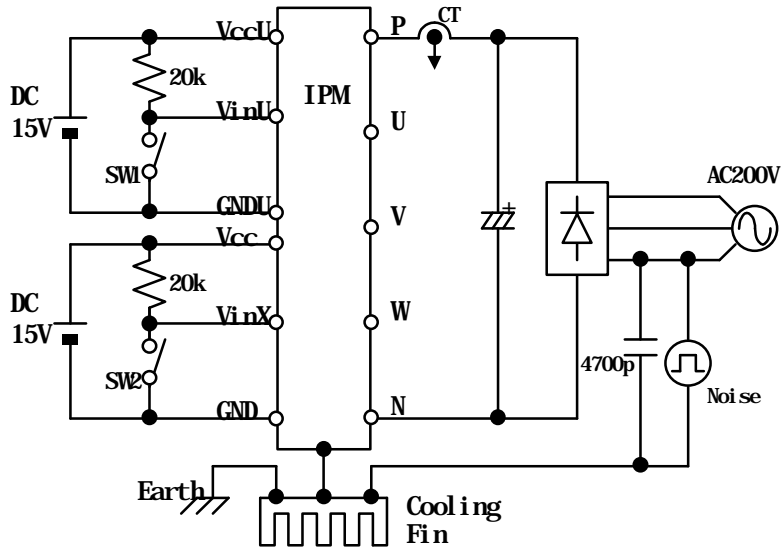 VccU
P
CT
20k
DC
15V
IPM
VinU
U
SW1
AC200V
GNDU
V
+
Vcc
20k
DC
15V
VinX
W
SW2
4700p
GND
N
Noise
Earth
Cooling
Fin